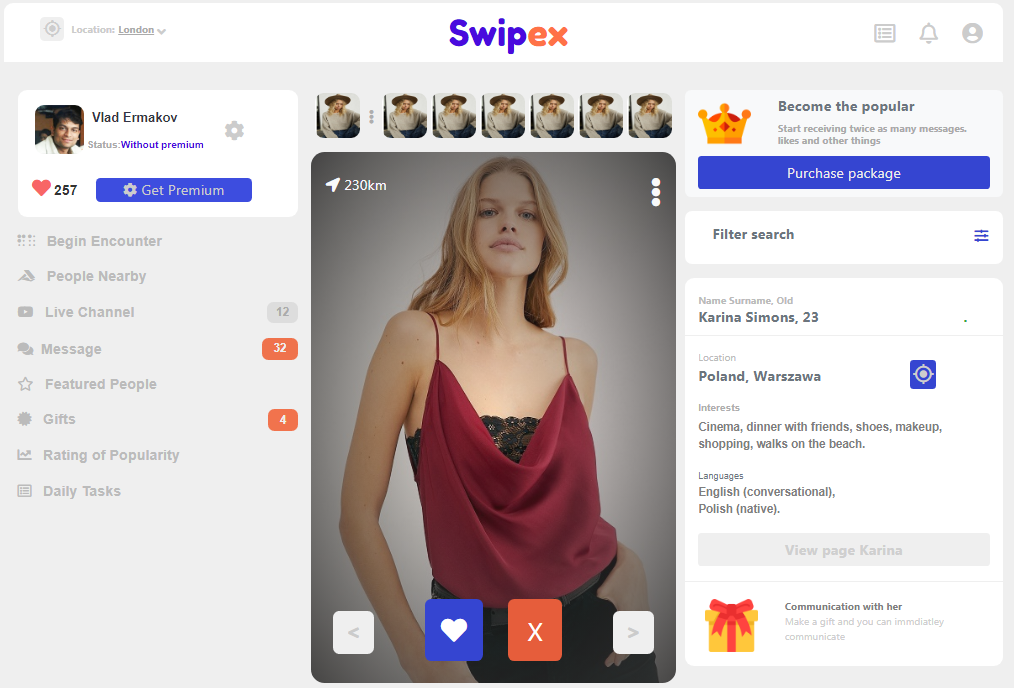 Location: London
Swipex
Vlad Ermakov
Status:Without premium
257
Get Premium
Begin Encounter
People Nearby
Live Channel
12
Message
32
Featured People
Gifts
4
Rating of Popularity
Daily Tasks
230km
<
X
>
Become the popular
Start receiving twice as many messages.
likes and other things
Purchase package
Filter search
Name Surname, Old
Karina Simons, 23
.
Location
Poland, Warszawa
Interests
Cinema, dinner with friends, shoes, makeup,
shopping, walks on the beach.
Languages
English (conversational),
Polish (native).
View page Karina
Communication with her
Make a gift and you can immdiatley
communicate